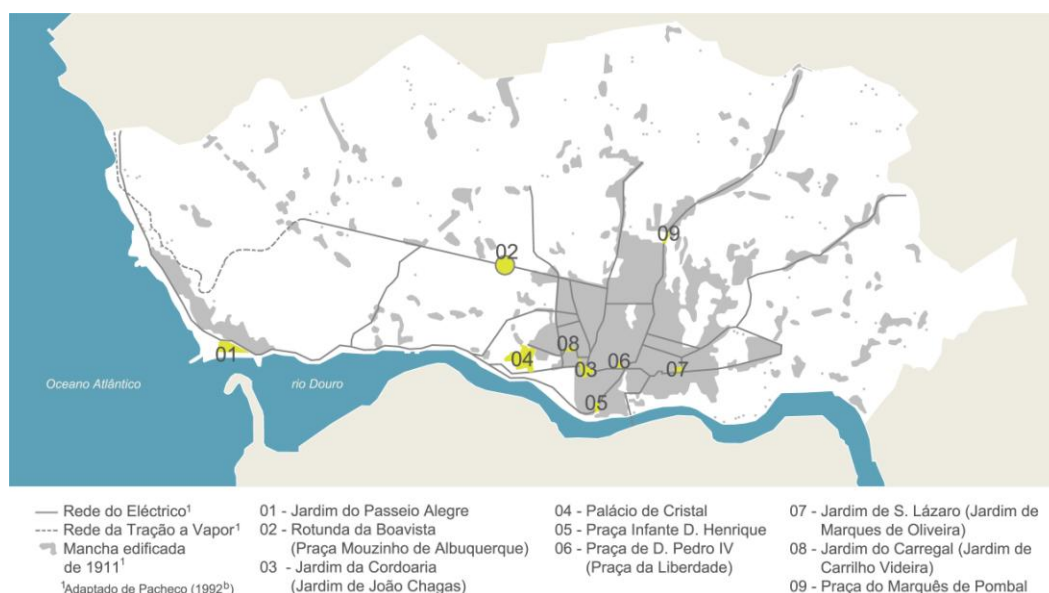 02
09
01
04
08
03
06
07
05
Oceano Atlântico
rio Douro
Rede do Eléctrico¹
Rede da Tração a Vapor¹
Mancha edificada
de 1911¹
¹Adaptado de Pacheco (1992ᵇ)
01 - Jardim do Passeio Alegre
02 - Rotunda da Boavista
(Praça Mouzinho de Albuquerque)
03 - Jardim da Cordoaria
(Jardim de João Chagas)
04 - Palácio de Cristal
05 - Praça Infante D. Henrique
06 - Praça de D. Pedro IV
(Praça da Liberdade)
07 - Jardim de S. Lázaro (Jardim de
Marques de Oliveira)
08 - Jardim do Carregal (Jardim de
Carrilho Videira)
09 - Praça do Marquês de Pombal